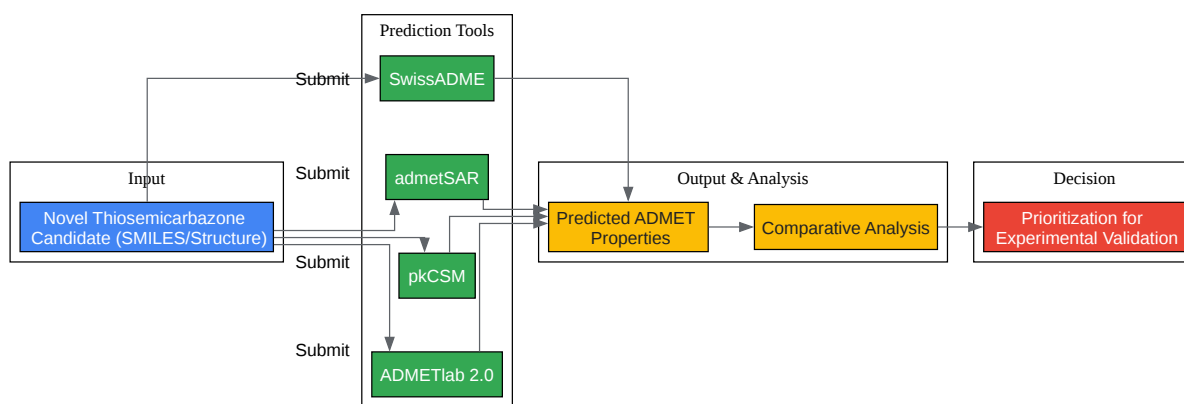 Prediction Tools
Submit
SwissADME
Submit
admetSAR
Input
Novel Thiosemicarbazone
Candidate (SMILES/Structure)
Submit
pkCSM
Submit
ADMETlab 2.0
Output & Analysis
Predicted ADMET
Properties
Comparative Analysis
Decision
Prioritization for
Experimental Validation